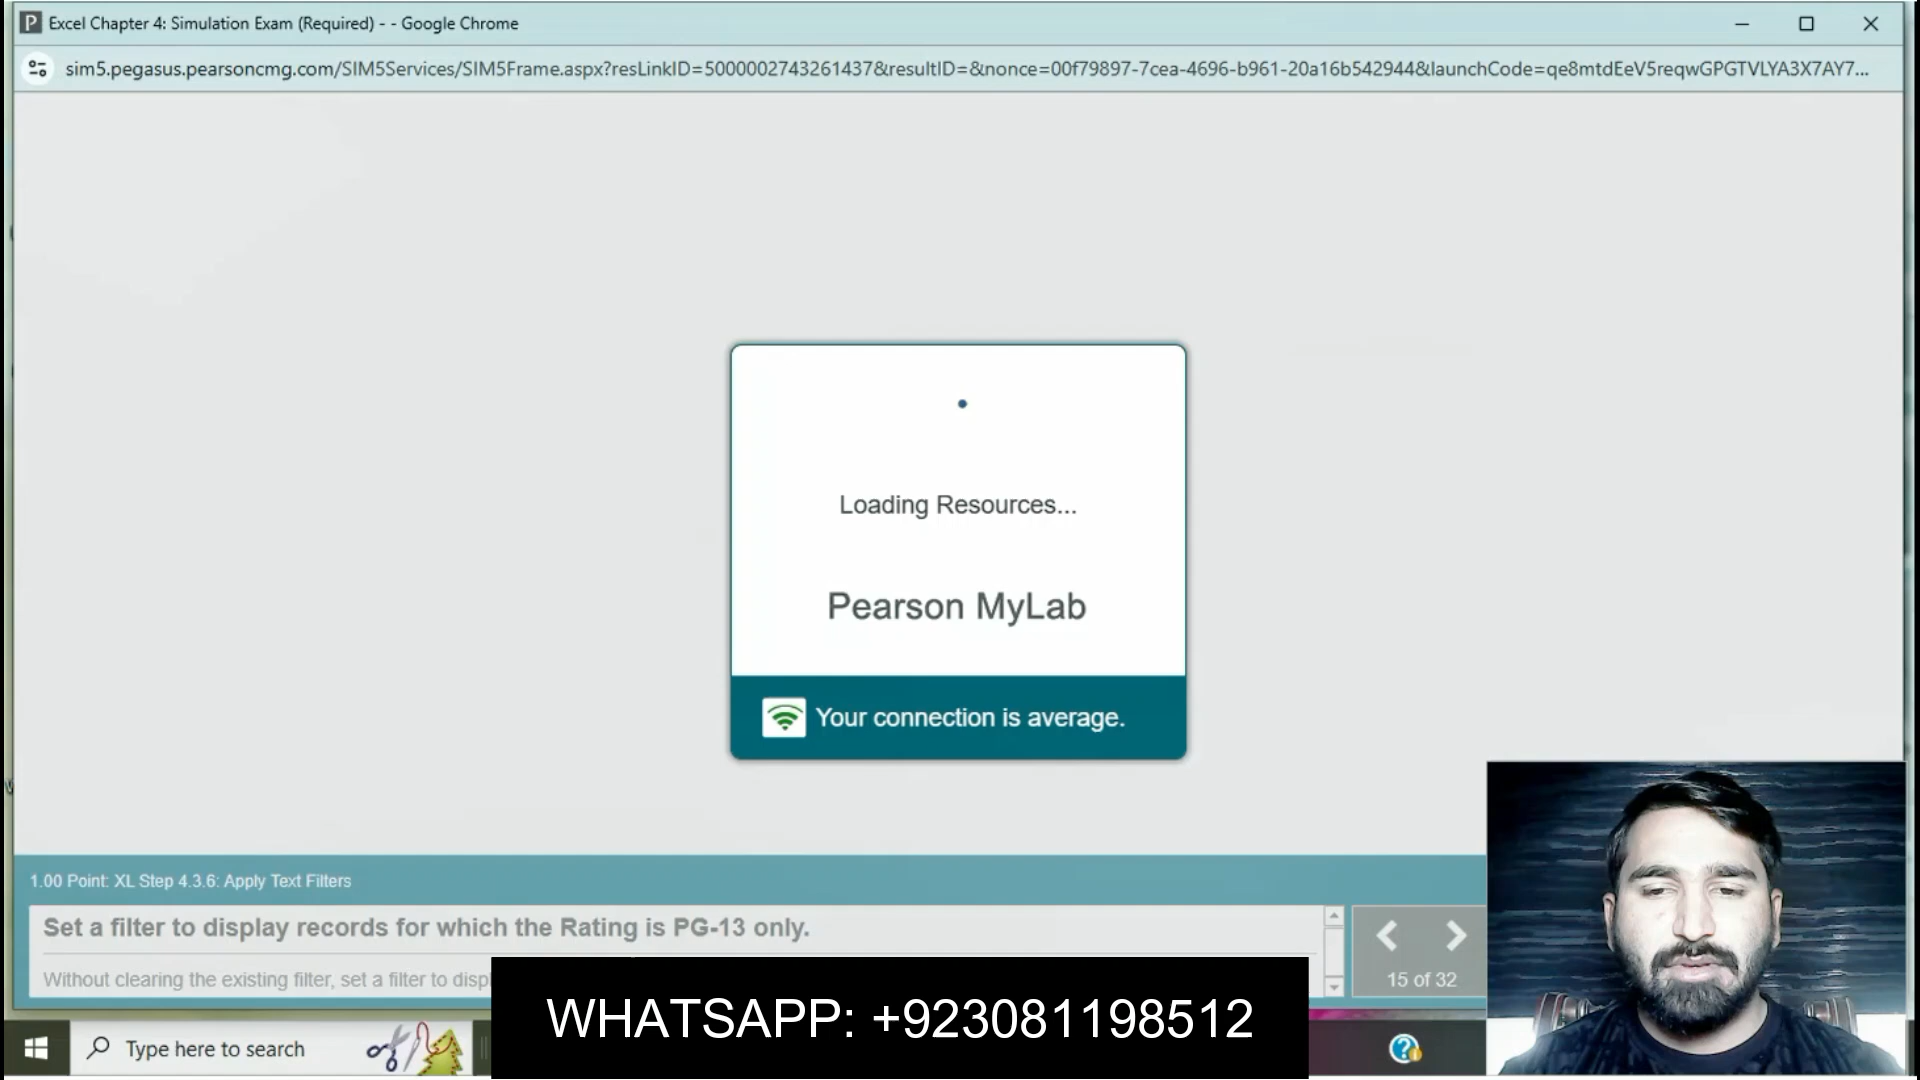 Excel Chapter 4: Simulation Exam (Required) - - Google Chrome
sim5.pegasus.pearsoncmg.com/SIM5Services/SIM5Frame.aspx?resLinkID=5000002743261437&resultID=&nonce=00f79897-7cea-4696-b961-20a16b542944&launchCode=qe8mtdEeV5reqwGPGTVLYA3X7AY7...
Loading Resources...
Pearson MyLab
Your connection is average.
1.00 Point: XL Step 4.3.6: Apply Text Filters
Set a filter to display records for which the Rating is PG-13 only.
Without clearing the existing filter, set a filter to disp
15 of 32
WHATSAPP: +923081198512
Type here to search